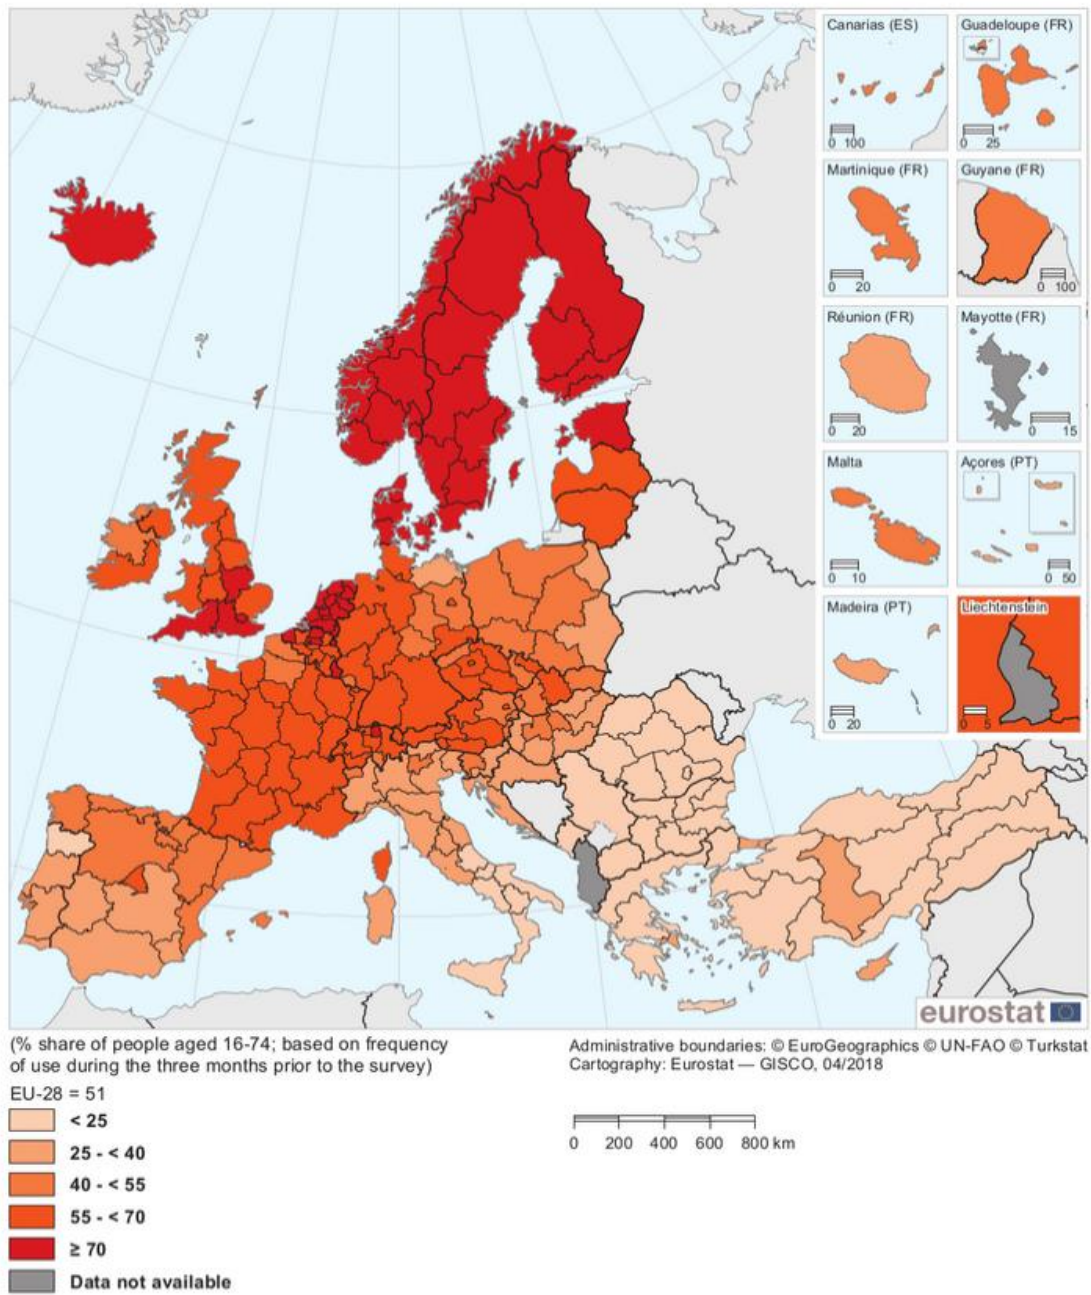 Canarias (ES)
0 100
Guadeloupe (FR)
0 25
Martinique (FR)
0 20
Guyane (FR)
0 100
Réunion (FR)
0 20
Mayotte (FR)
0 15
Malta
0 10
Açores (PT)
0 50
Madeira (PT)
0 20
Liechtenstein
0 5
eurostat
(% share of people aged 16-74; based on frequency
of use during the three months prior to the survey)
Administrative boundaries: © EuroGeographics © UN-FAO © Turkstat
Cartography: Eurostat — GISCO, 04/2018
EU-28 = 51
< 25
25 - < 40
40 - < 55
55 - < 70
≥ 70
Data not available
0 200 400 600 800 km